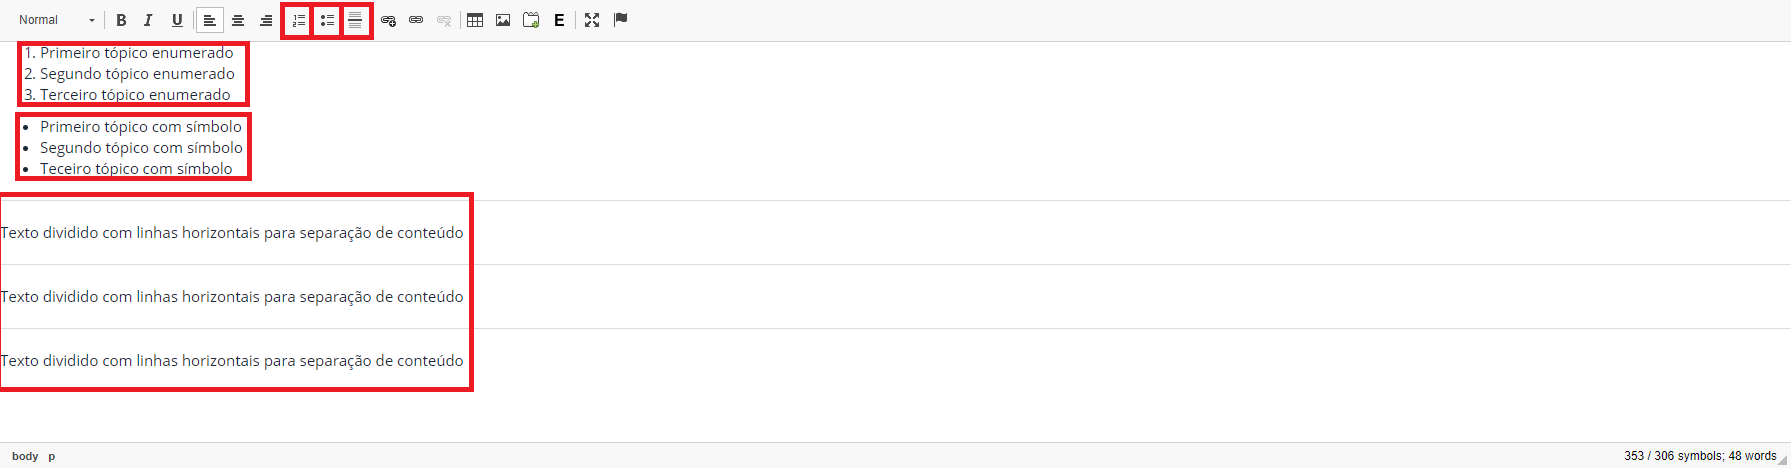 Normal B I U E
1. Primeiro tópico enumerado
2. Segundo tópico enumerado
3. Terceiro tópico enumerado
• Primeiro tópico com símbolo
• Segundo tópico com símbolo
• Teceiro tópico com símbolo
Texto dividido com linhas horizontais para separação de conteúdo
Texto dividido com linhas horizontais para separação de conteúdo
Texto dividido com linhas horizontais para separação de conteúdo
body p 353 / 306 symbols; 48 words